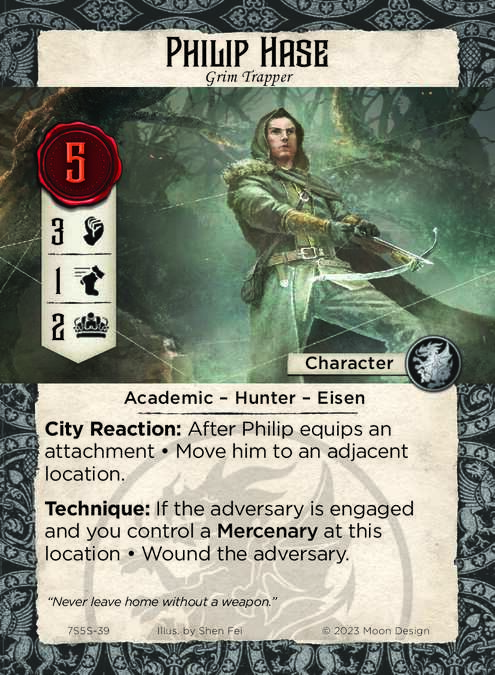 Philip Hase
Grim Trapper
5
3
1
2
Character
Academic – Hunter – Eisen
City Reaction: After Philip equips an
attachment • Move him to an adjacent
location.
Technique: If the adversary is engaged
and you control a Mercenary at this
location • Wound the adversary.
“Never leave home without a weapon.”
7S5S-39 Illus. by Shen Fei © 2023 Moon Design